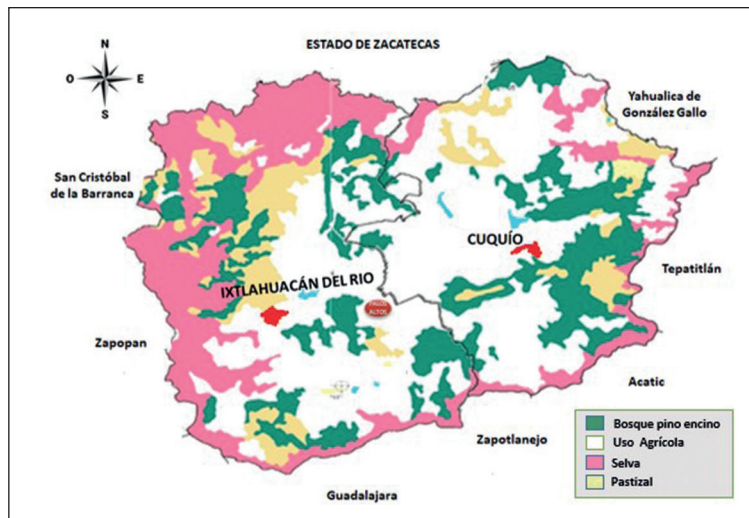 ESTADO DE ZACATECAS
N
O
E
S
Yahualica de
González Gallo
San Cristóbal
de la Barranca
CUQUÍO
Tepatitlán
IXTLAHUACÁN DEL RIO
ALTOS
Zapopan
Acatic
Zapotlanejo
Guadalajara
Bosque pino encino
Uso Agrícola
Selva
Pastizal